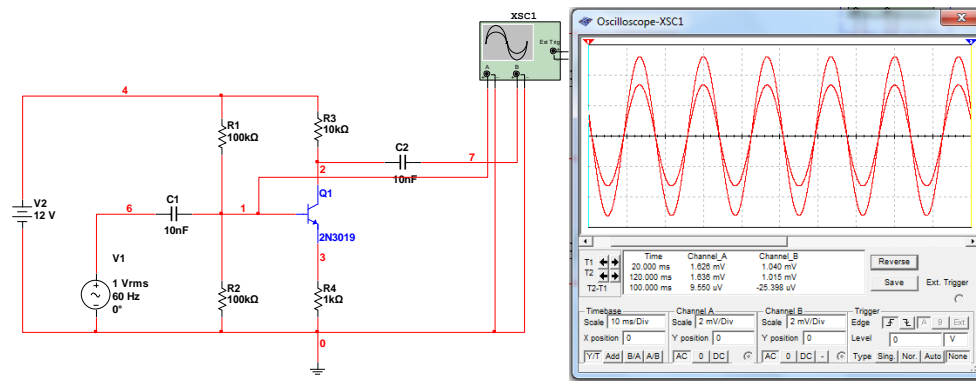 XSC1
Ext Trig
A
B
4
R1
100kΩ
R3
10kΩ
C2
10nF
7
2
V2
12 V
6
C1
10nF
1
Q1
2N3019
3
V1
1 Vrms
60 Hz
0°
R2
100kΩ
R4
1kΩ
0
Oscilloscope-XSC1
Time Channel_A Channel_B
T1 20.000 ms 1.626 mV 1.040 mV
T2 120.000 ms 1.636 mV 1.015 mV
T2-T1 100.000 ms 9.550 uV -25.398 uV
Reverse
Save
Ext. Trigger
Timebase Channel A Channel B Trigger
Scale 10 ms/Div Scale 2 mV/Div Scale 2 mV/Div Edge A B Ext
X position 0 Y position 0 Y position 0 Level 0 V
Y/T Add B/A A/B AC 0 DC AC 0 DC - Type Sing. Nor. Auto None